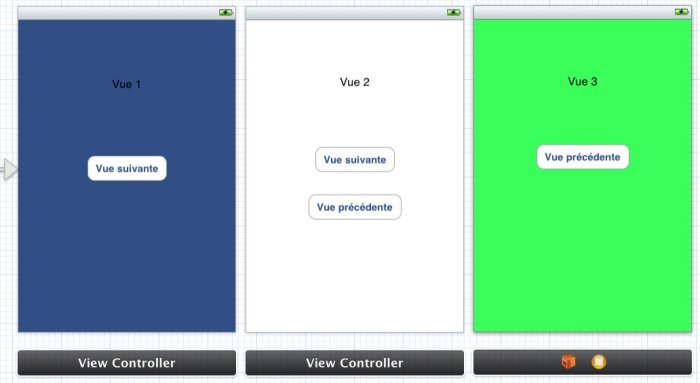 Vue 1
Vue suivante
View Controller
Vue 2
Vue suivante
Vue précédente
View Controller
Vue 3
Vue précédente